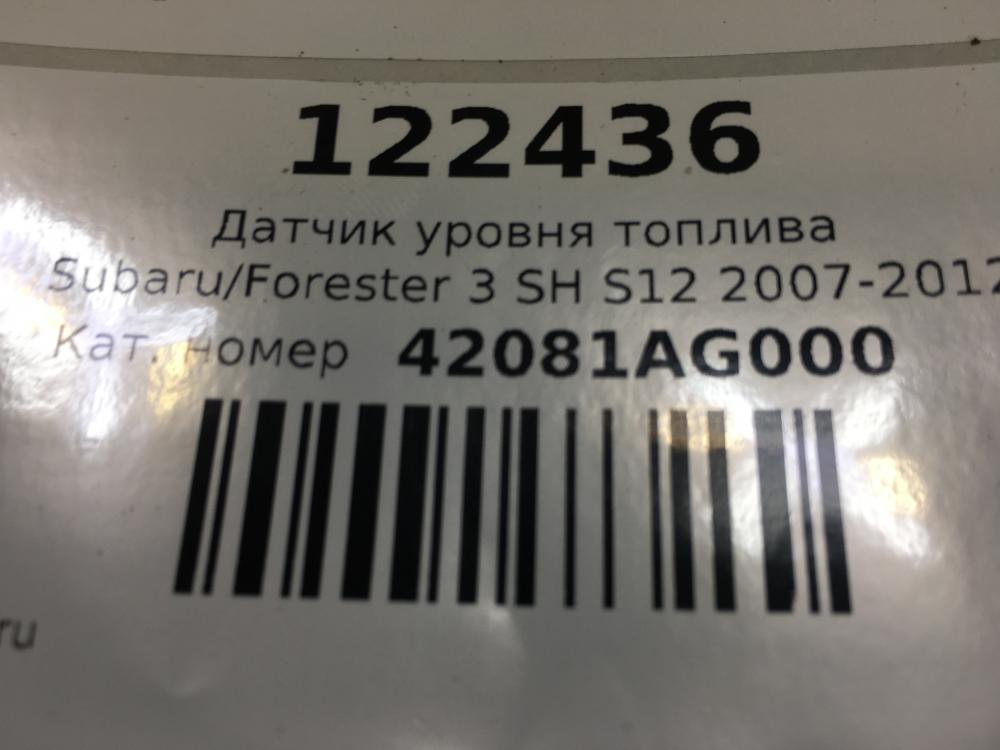 122436
Датчик уровня топлива
Subaru/Forester 3 SH S12 2007-2012
Кат. номер 42081AG000
ru